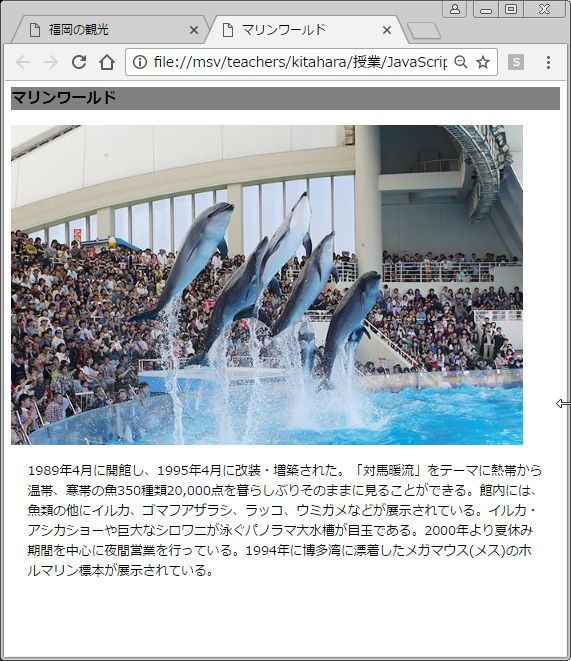 福岡の観光
マリンワールド
file://msv/teachers/kitahara/授業/JavaScrip
S
マリンワールド
1989年4月に開館し、1995年4月に改装・増築された。「対馬暖流」をテーマに熱帯から
温帯、寒帯の魚350種類20,000点を暮らしぶりそのままに見ることができる。館内には、
魚類の他にイルカ、ゴマフアザラシ、ラッコ、ウミガメなどが展示されている。イルカ・
アシカショーや巨大なシロワニが泳ぐパノラマ大水槽が目玉である。2000年より夏休み
期間を中心に夜間営業を行っている。1994年に博多湾に漂着したメガマウス(メス)のホ
ルマリン標本が展示されている。